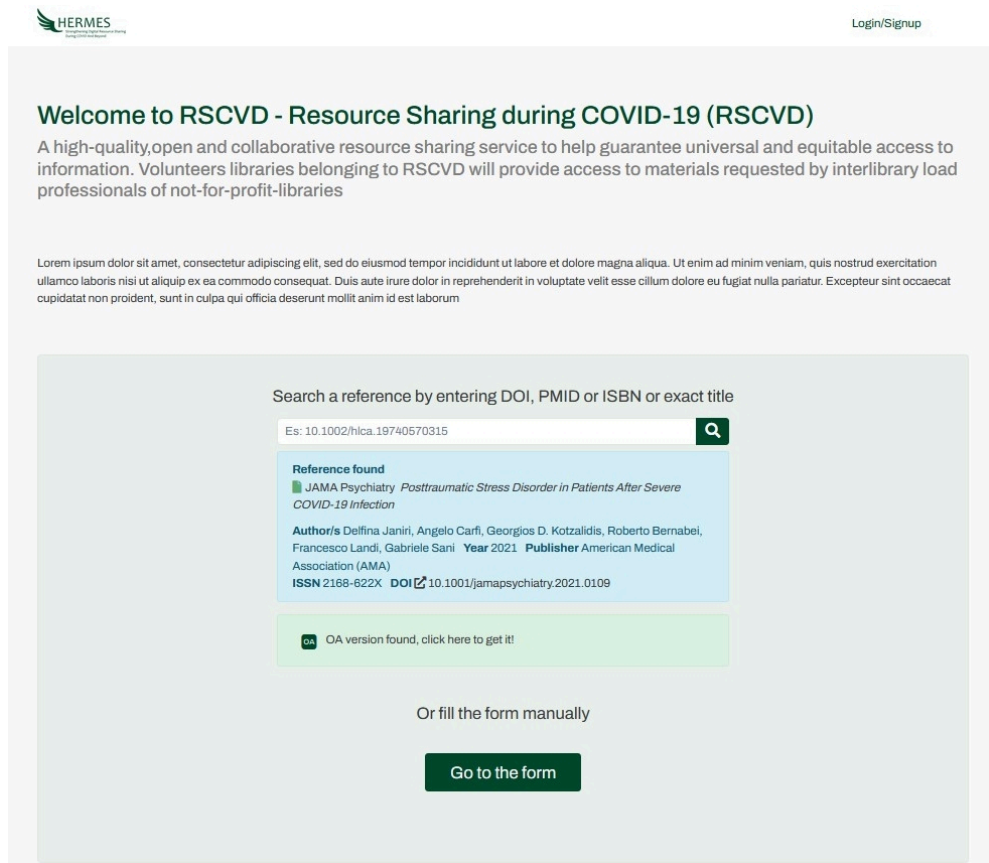 HERMES
Strengthening Digital Resource Sharing
During COVID and Beyond
Login/Signup
Welcome to RSCVD - Resource Sharing during COVID-19 (RSCVD)
A high-quality,open and collaborative resource sharing service to help guarantee universal and equitable access to
information. Volunteers libraries belonging to RSCVD will provide access to materials requested by interlibrary load
professionals of not-for-profit-libraries
Lorem ipsum dolor sit amet, consectetur adipiscing elit, sed do eiusmod tempor incididunt ut labore et dolore magna aliqua. Ut enim ad minim veniam, quis nostrud exercitation
ullamco laboris nisi ut aliquip ex ea commodo consequat. Duis aute irure dolor in reprehenderit in voluptate velit esse cillum dolore eu fugiat nulla pariatur. Excepteur sint occaecat
cupidatat non proident, sunt in culpa qui officia deserunt mollit anim id est laborum
Search a reference by entering DOI, PMID or ISBN or exact title
Es: 10.1002/hlca.19740570315
Reference found
JAMA Psychiatry Posttraumatic Stress Disorder in Patients After Severe
COVID-19 Infection
Author/s Delfina Janiri, Angelo Carfì, Georgios D. Kotzalidis, Roberto Bernabei,
Francesco Landi, Gabriele Sani Year 2021 Publisher American Medical
Association (AMA)
ISSN 2168-622X DOI 10.1001/jamapsychiatry.2021.0109
OA OA version found, click here to get it!
Or fill the form manually
Go to the form